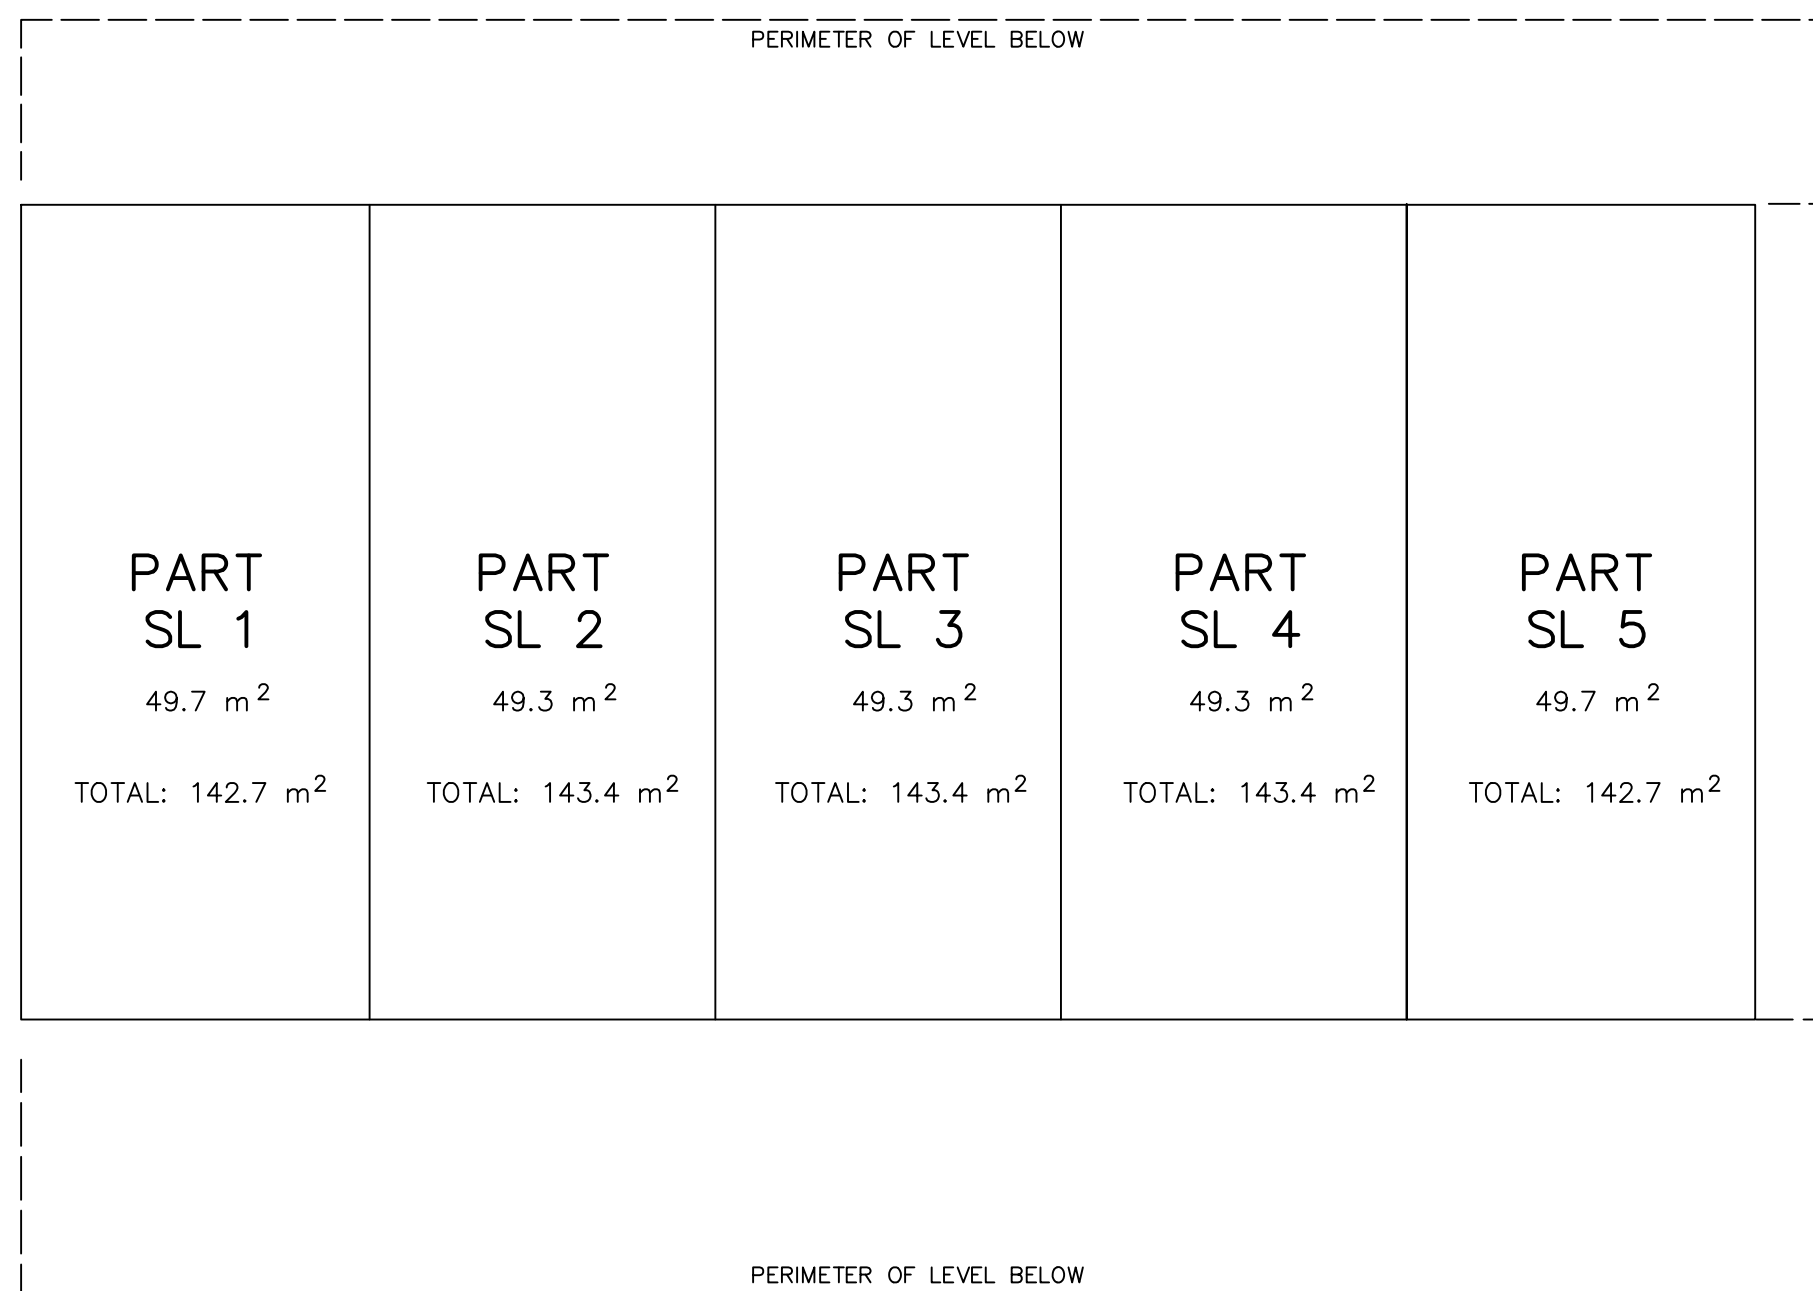 PERIMETER OF LEVEL BELOW
PART
SL 1
49.7 m²
TOTAL: 142.7 m²
PART
SL 2
49.3 m²
TOTAL: 143.4 m²
PART
SL 3
49.3 m²
TOTAL: 143.4 m²
PART
SL 4
49.3 m²
TOTAL: 143.4 m²
PART
SL 5
49.7 m²
TOTAL: 142.7 m²
PERIMETER OF LEVEL BELOW